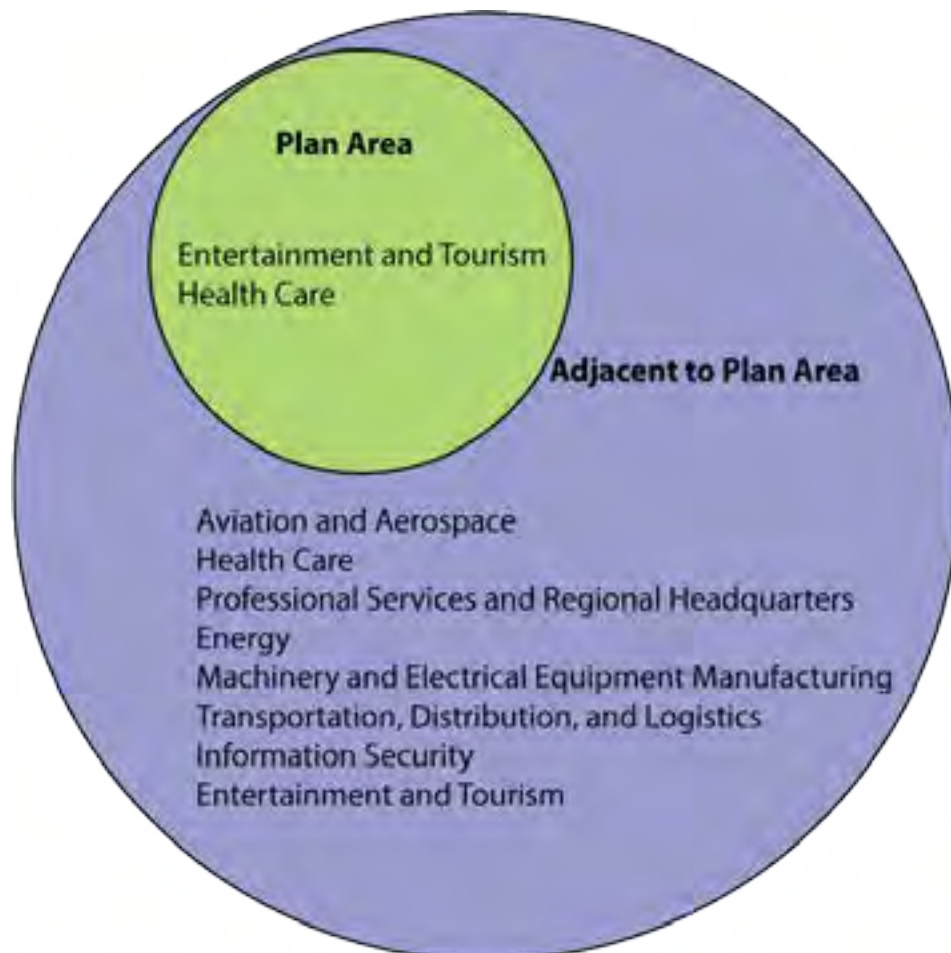 Plan Area
Entertainment and Tourism
Health Care
Adjacent to Plan Area
Aviation and Aerospace
Health Care
Professional Services and Regional Headquarters
Energy
Machinery and Electrical Equipment Manufacturing
Transportation, Distribution, and Logistics
Information Security
Entertainment and Tourism